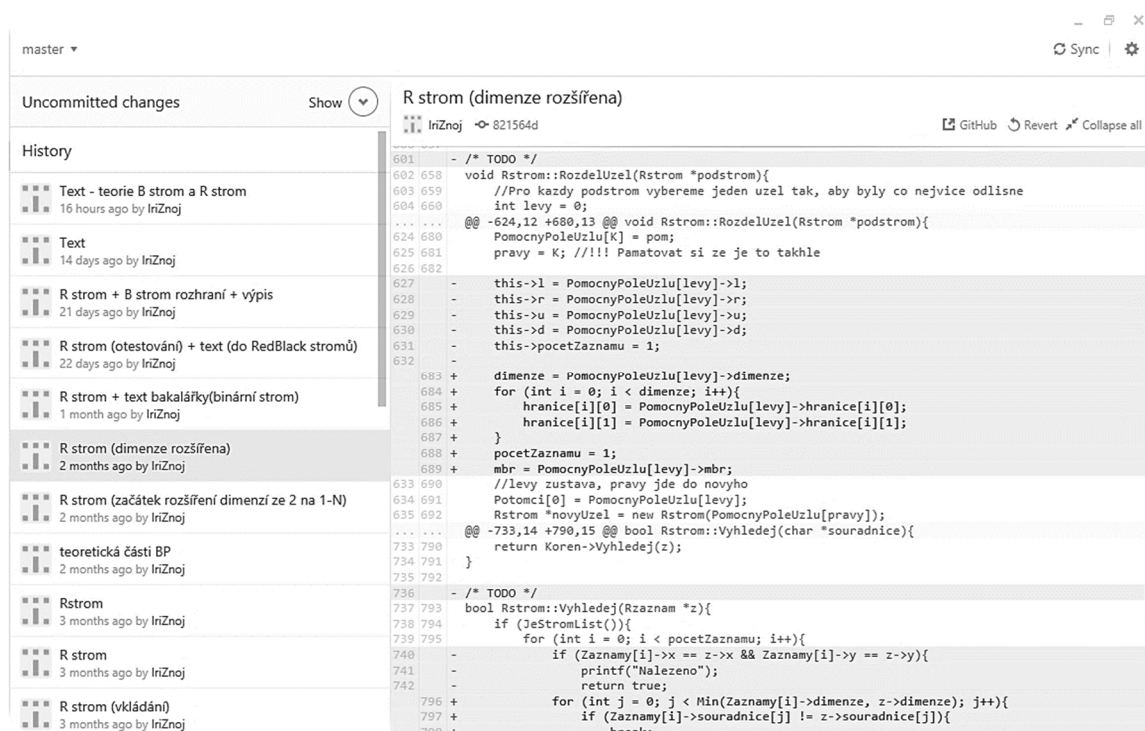 master
Sync
Uncommitted changes
Show
History
Text - teorie B strom a R strom
16 hours ago by IriZnoj
Text
14 days ago by IriZnoj
R strom + B strom rozhraní + výpis
21 days ago by IriZnoj
R strom (otestování) + text (do RedBlack stromů)
22 days ago by IriZnoj
R strom + text bakalářky(binární strom)
1 month ago by IriZnoj
R strom (dimenze rozšířena)
2 months ago by IriZnoj
R strom (začátek rozšíření dimenzí ze 2 na 1-N)
2 months ago by IriZnoj
teoretická části BP
2 months ago by IriZnoj
Rstrom
3 months ago by IriZnoj
R strom
3 months ago by IriZnoj
R strom (vkládání)
3 months ago by IriZnoj
R strom (dimenze rozšířena)
IriZnoj 821564d
GitHub Revert Collapse all
601 - /* TODO */
602 658 void Rstrom::RozdelUzel(Rstrom *podstrom){
603 659 //Pro kazdy podstrom vybereme jeden uzel tak, aby byly co nejvice odlisne
604 660 int levy = 0;
... ... @@ -624,12 +680,13 @@ void Rstrom::RozdelUzel(Rstrom *podstrom){
624 680 PomocnyPoleUzlu[K] = pom;
625 681 pravy = K; //!!! Pamatovat si ze je to takhle
626 682
627 - this->l = PomocnyPoleUzlu[levy]->l;
628 - this->r = PomocnyPoleUzlu[levy]->r;
629 - this->u = PomocnyPoleUzlu[levy]->u;
630 - this->d = PomocnyPoleUzlu[levy]->d;
631 - this->pocetZaznamu = 1;
632 -
683 + dimenze = PomocnyPoleUzlu[levy]->dimenze;
684 + for (int i = 0; i < dimenze; i++){
685 + hranice[i][0] = PomocnyPoleUzlu[levy]->hranice[i][0];
686 + hranice[i][1] = PomocnyPoleUzlu[levy]->hranice[i][1];
687 + }
688 + pocetZaznamu = 1;
689 + mbr = PomocnyPoleUzlu[levy]->mbr;
633 690 //levy zustava, pravy jde do novyho
634 691 Potomci[0] = PomocnyPoleUzlu[levy];
635 692 Rstrom *novyUzel = new Rstrom(PomocnyPoleUzlu[pravy]);
... ... @@ -733,14 +790,15 @@ bool Rstrom::Vyhledej(char *souradnice){
733 790 return Koren->Vyhledej(z);
734 791 }
735 792
736 - /* TODO */
737 793 bool Rstrom::Vyhledej(Rzaznam *z){
738 794 if (JeStromList()){
739 795 for (int i = 0; i < pocetZaznamu; i++){
740 - if (Zaznamy[i]->x == z->x && Zaznamy[i]->y == z->y){
741 - printf("Nalezeno");
742 - return true;
796 + for (int j = 0; j < Min(Zaznamy[i]->dimenze, z->dimenze); j++){
797 + if (Zaznamy[i]->souradnice[j] != z->souradnice[j]){